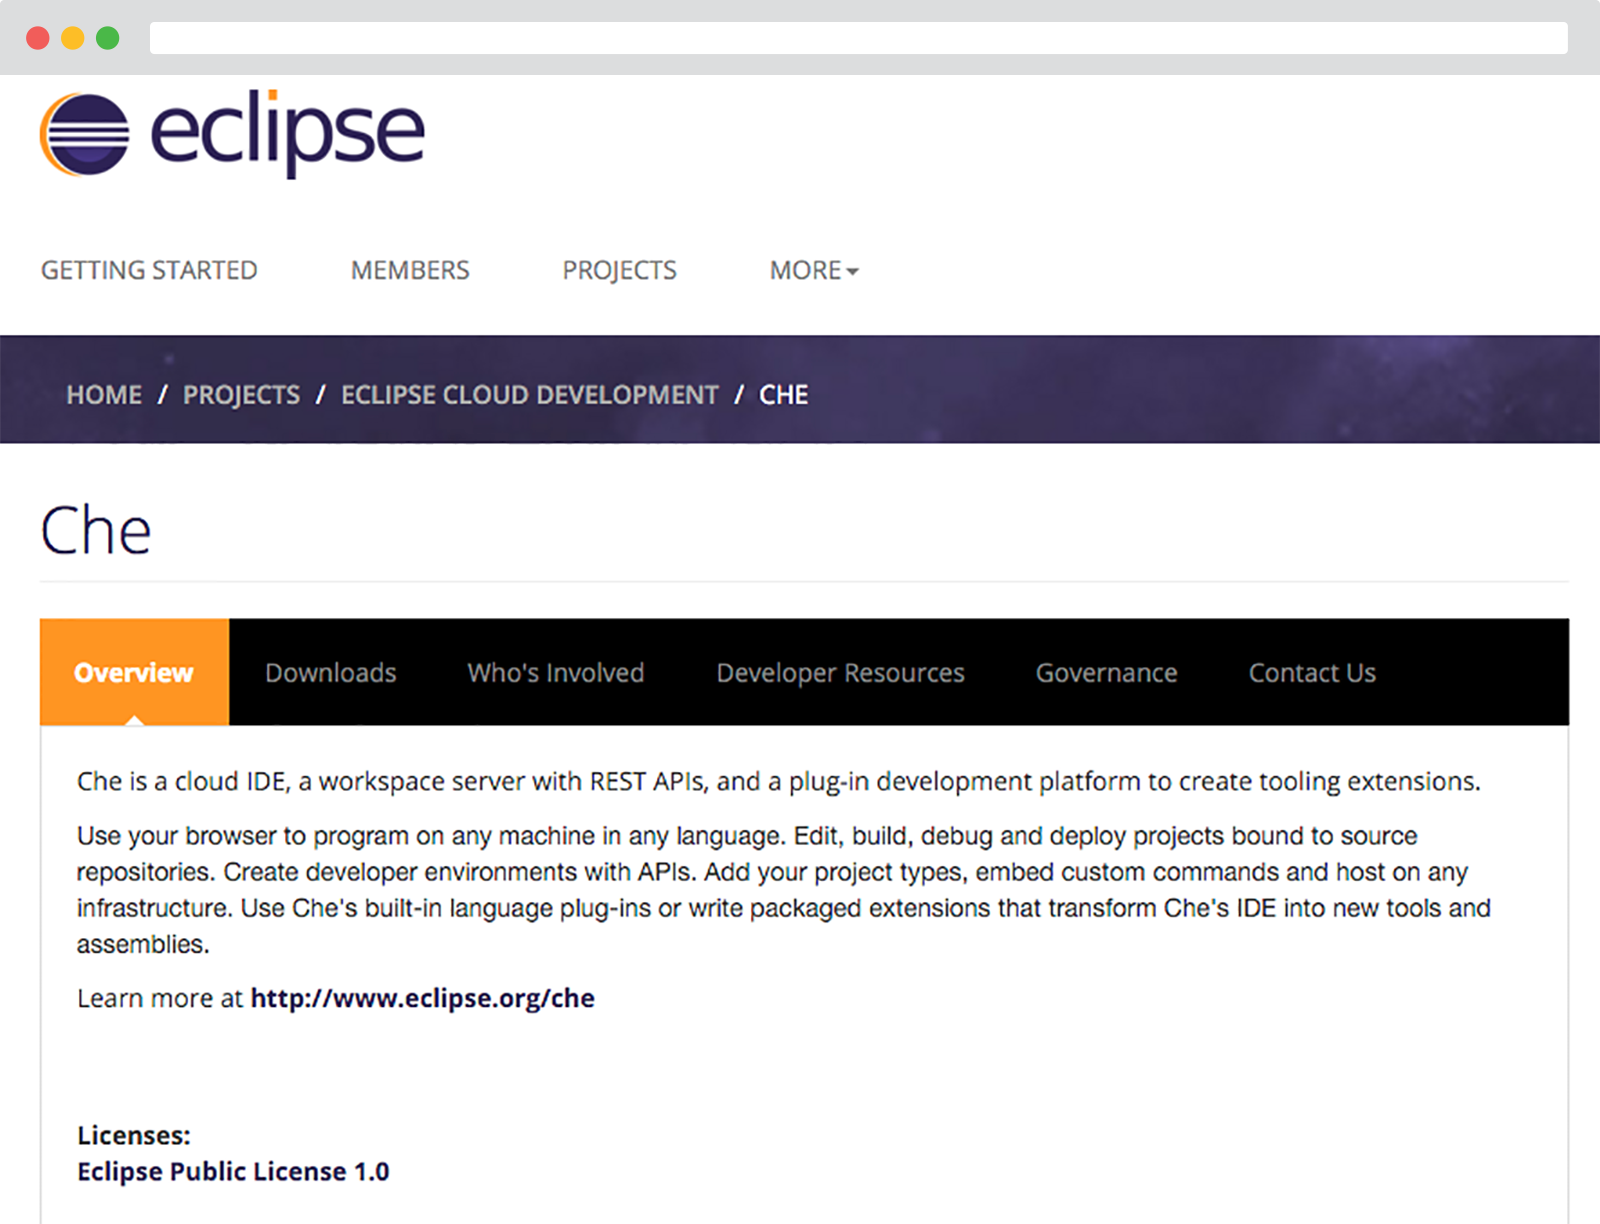 eclipse
GETTING STARTED MEMBERS PROJECTS MORE
HOME / PROJECTS / ECLIPSE CLOUD DEVELOPMENT / CHE
Che
Overview Downloads Who's Involved Developer Resources Governance Contact Us
Che is a cloud IDE, a workspace server with REST APIs, and a plug-in development platform to create tooling extensions.
Use your browser to program on any machine in any language. Edit, build, debug and deploy projects bound to source
repositories. Create developer environments with APIs. Add your project types, embed custom commands and host on any
infrastructure. Use Che's built-in language plug-ins or write packaged extensions that transform Che's IDE into new tools and
assemblies.
Learn more at http://www.eclipse.org/che
Licenses:
Eclipse Public License 1.0